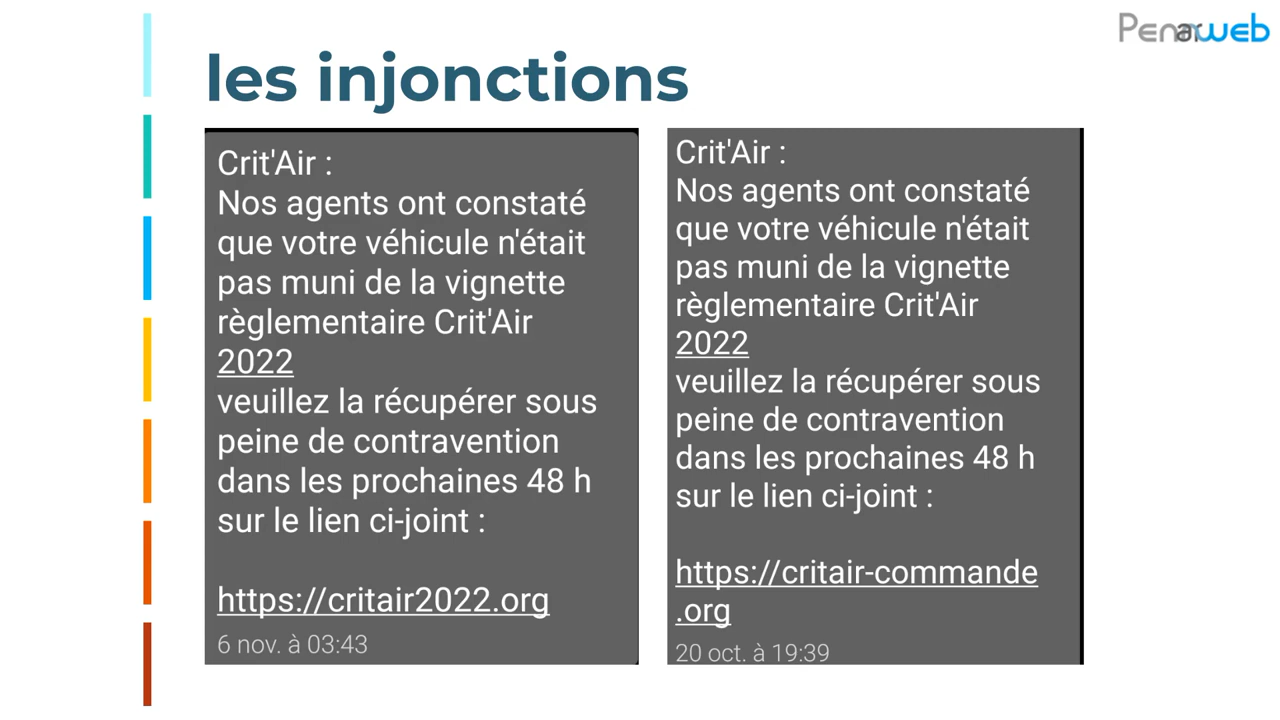 Penarweb
les injonctions
Crit'Air :
Nos agents ont constaté
que votre véhicule n'était
pas muni de la vignette
règlementaire Crit'Air
2022
veuillez la récupérer sous
peine de contravention
dans les prochaines 48 h
sur le lien ci-joint :
https://critair2022.org
6 nov. à 03:43
Crit'Air :
Nos agents ont constaté
que votre véhicule n'était
pas muni de la vignette
règlementaire Crit'Air
2022
veuillez la récupérer sous
peine de contravention
dans les prochaines 48 h
sur le lien ci-joint :
https://critair-commande
.org
20 oct. à 19:39